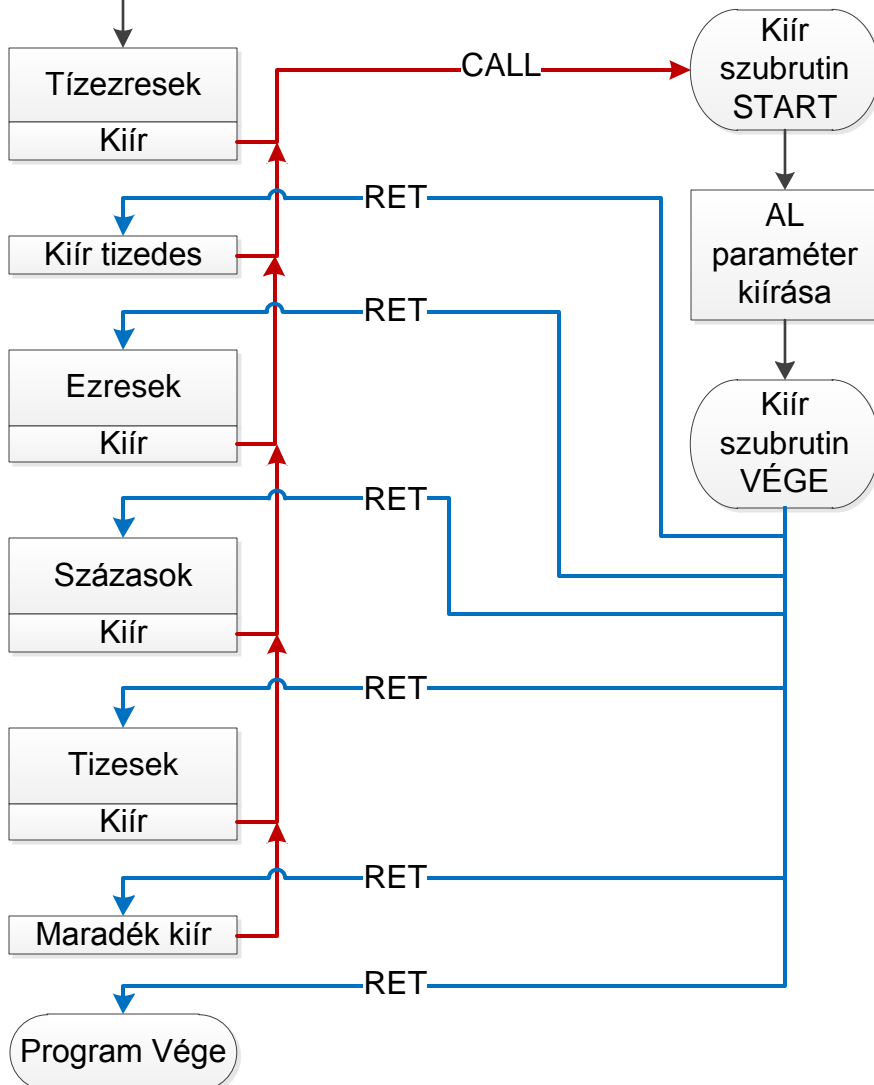 Tízezresek
Kiír
CALL
Kiír
szubrutin
START
RET
Kiír tizedes
AL
paraméter
kiírása
RET
Ezresek
Kiír
Kiír
szubrutin
VÉGE
RET
Százasok
Kiír
RET
Tizesek
Kiír
RET
Maradék kiír
RET
Program Vége